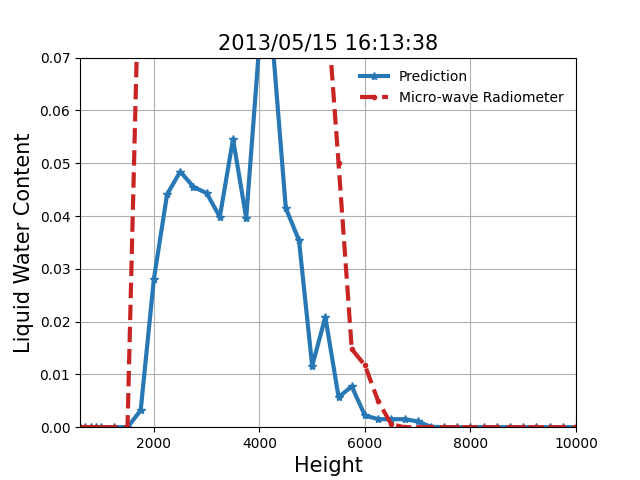 2013/05/15 16:13:38
0.07
0.06
0.05
0.04
0.03
0.02
0.01
0.00
Liquid Water Content
Prediction
Micro-wave Radiometer
2000 4000 6000 8000 10000
Height